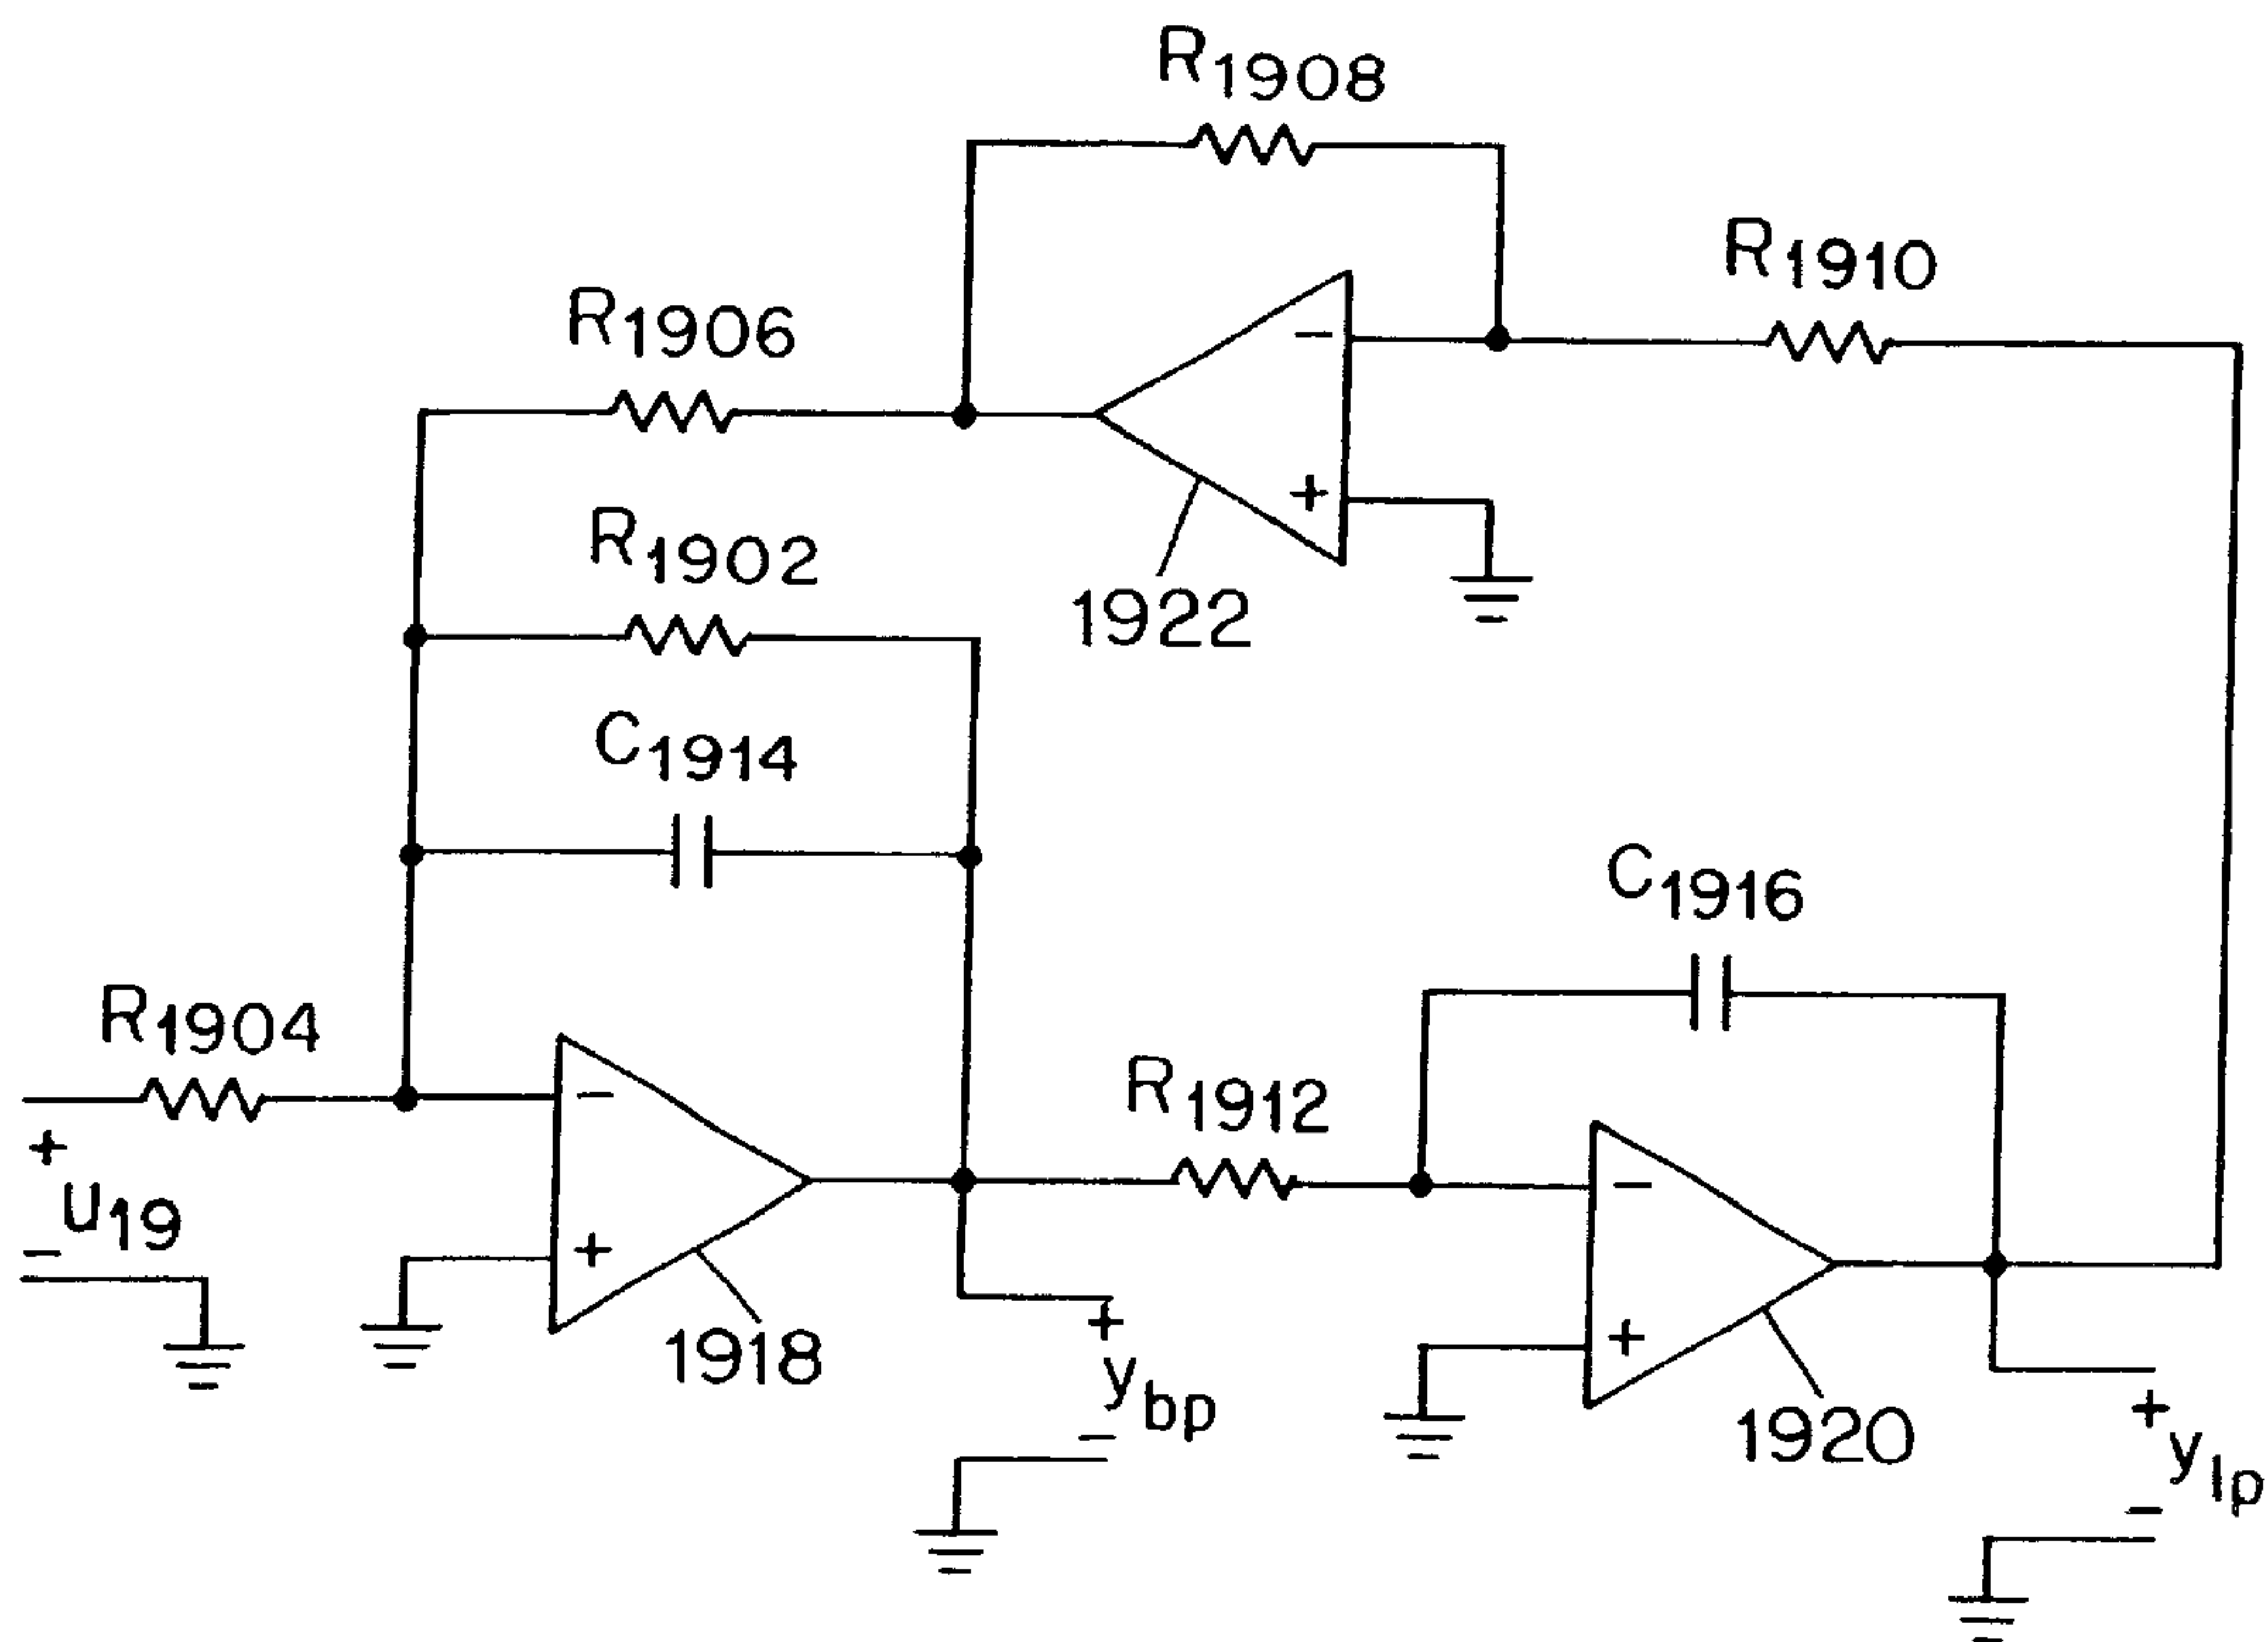 R1908
R1910
R1906
-
+
R1902
1922
C1914
C1916
R1904
-
R1912
+
u19
-
+
-
1918
+
ybp
-
+
1920
+
ylp
-